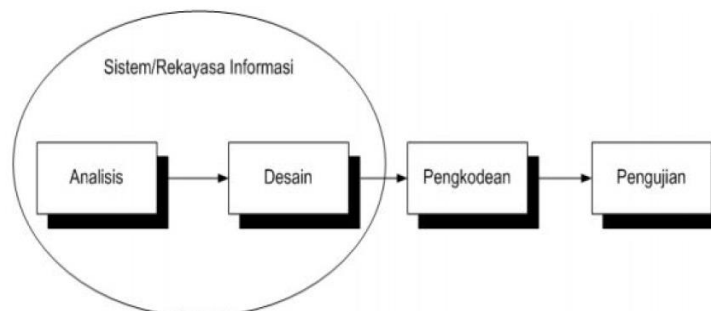 Sistem/Rekayasa Informasi
Analisis
Desain
Pengkodean
Pengujian